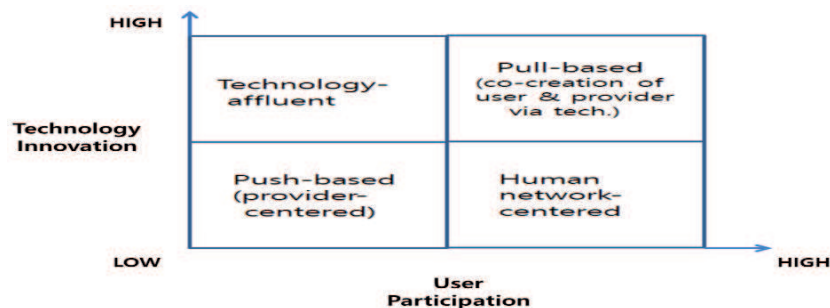 HIGH
Technology-
affluent
Pull-based
(co-creation of
user & provider
via tech.)
Technology
Innovation
Push-based
(provider-
centered)
Human
network-
centered
LOW
HIGH
User
Participation